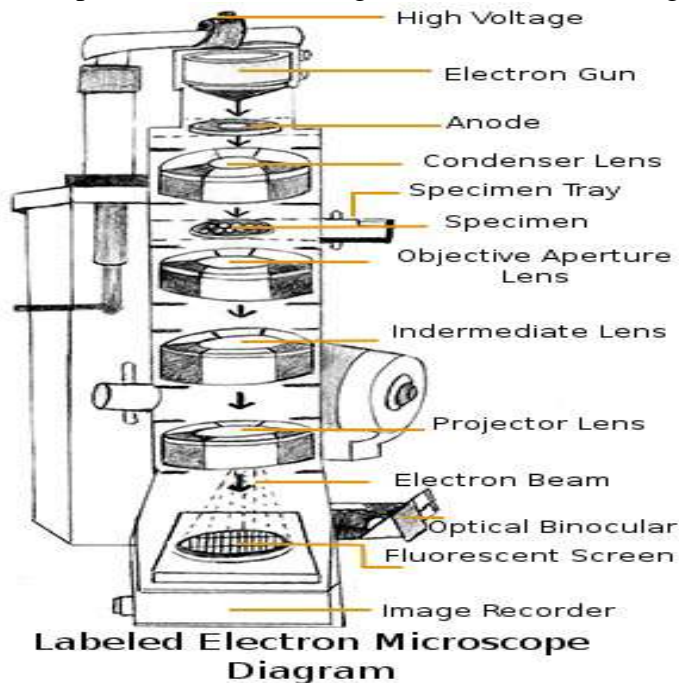 High Voltage
Electron Gun
Anode
Condenser Lens
Specimen Tray
Specimen
Objective Aperture
Lens
Indermediate Lens
Projector Lens
Electron Beam
Optical Binocular
Fluorescent Screen
Image Recorder
Labeled Electron Microscope
Diagram